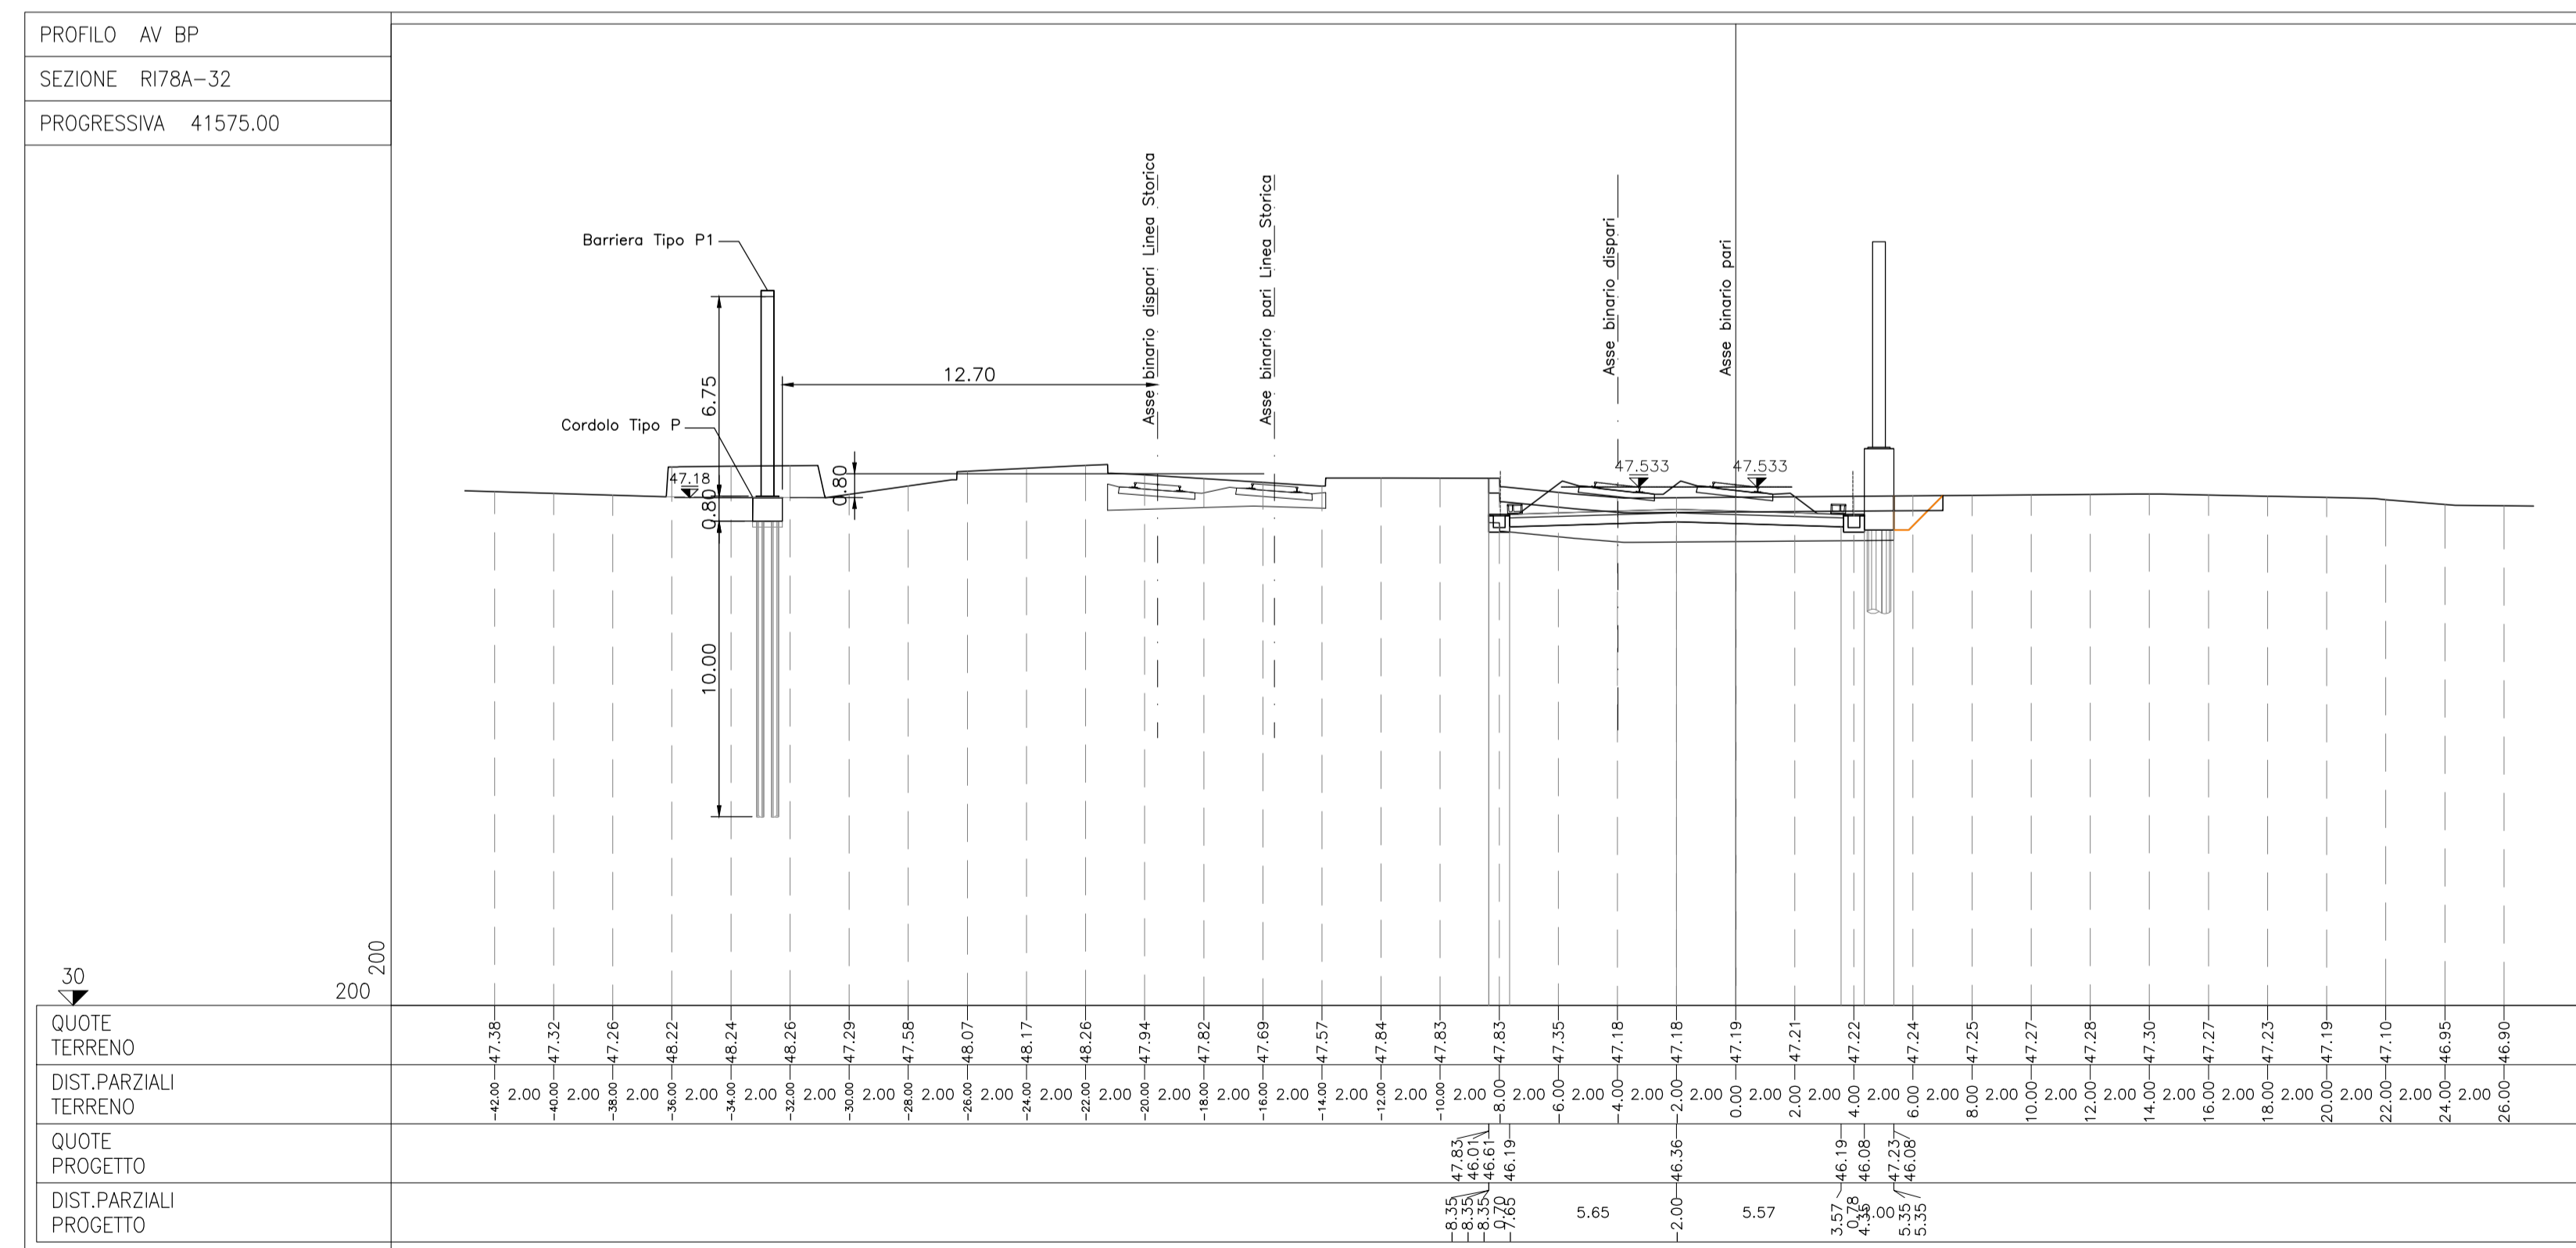 PROFILO AV BP
SEZIONE RI78A-32
PROGRESSIVA 41575.00
Barriera Tipo P1
Cordolo Tipo P
6.75
12.70
47.18
0.80
0.80
10.00
Asse binario dispari Linea Storica
Asse binario pari Linea Storica
Asse binario dispari
Asse binario pari
47.533
47.533
30
200
200
QUOTE
TERRENO
47.38 47.32 47.26 48.22 48.24 48.26 47.29 47.58 48.07 48.17 48.26 47.94 47.82 47.69 47.57 47.84 47.83 47.83 47.35 47.18 47.18 47.19 47.21 47.22 47.24 47.25 47.27 47.28 47.30 47.27 47.23 47.19 47.10 46.95 46.90
DIST.PARZIALI
TERRENO
-42.00 2.00 -40.00 2.00 -38.00 2.00 -36.00 2.00 -34.00 2.00 -32.00 2.00 -30.00 2.00 -28.00 2.00 -26.00 2.00 -24.00 2.00 -22.00 2.00 -20.00 2.00 -18.00 2.00 -16.00 2.00 -14.00 2.00 -12.00 2.00 -10.00 2.00 -8.00 2.00 -6.00 2.00 -4.00 2.00 -2.00 2.00 0.00 2.00 2.00 2.00 4.00 2.00 6.00 2.00 8.00 2.00 10.00 2.00 12.00 2.00 14.00 2.00 16.00 2.00 18.00 2.00 20.00 2.00 22.00 2.00 24.00 2.00 26.00
QUOTE
PROGETTO
47.83 46.01 46.61 46.19 46.36 46.19 46.08 47.23 46.08
DIST.PARZIALI
PROGETTO
-8.35 -8.35 -8.35 0.70 -7.65 5.65 -2.00 5.57 3.57 0.78 4.35 1.00 5.35 5.35